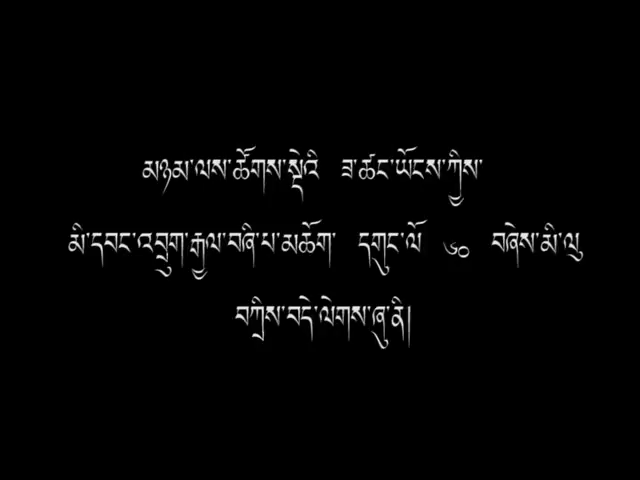 མཉམ་ལས་ཚོགས་སྡེའི ཟ་ཚང་ཡོངས་ཀྱིས་
མི་དབང་འབྲུག་རྒྱལ་བཞི་པ་མཆོག་ དགུང་ལོ ༦༠ བཞེས་མི་ལུ
བཀྲིས་བདེ་ལེགས་ཞུ་ནི།